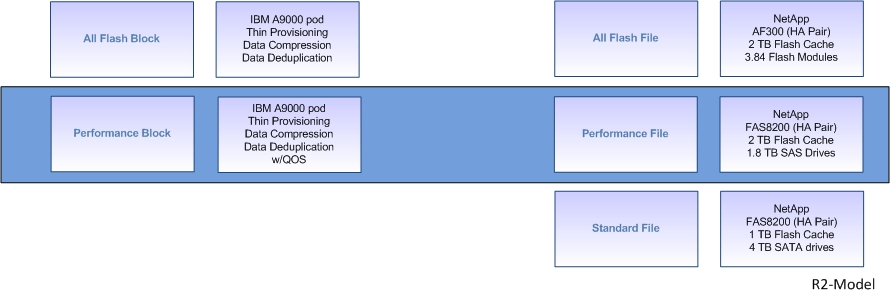 All Flash Block
IBM A9000 pod
Thin Provisioning
Data Compression
Data Deduplication
All Flash File
NetApp
AF300 (HA Pair)
2 TB Flash Cache
3.84 Flash Modules
Performance Block
IBM A9000 pod
Thin Provisioning
Data Compression
Data Deduplication
w/QOS
Performance File
NetApp
FAS8200 (HA Pair)
2 TB Flash Cache
1.8 TB SAS Drives
Standard File
NetApp
FAS8200 (HA Pair)
1 TB Flash Cache
4 TB SATA drives
R2-Model